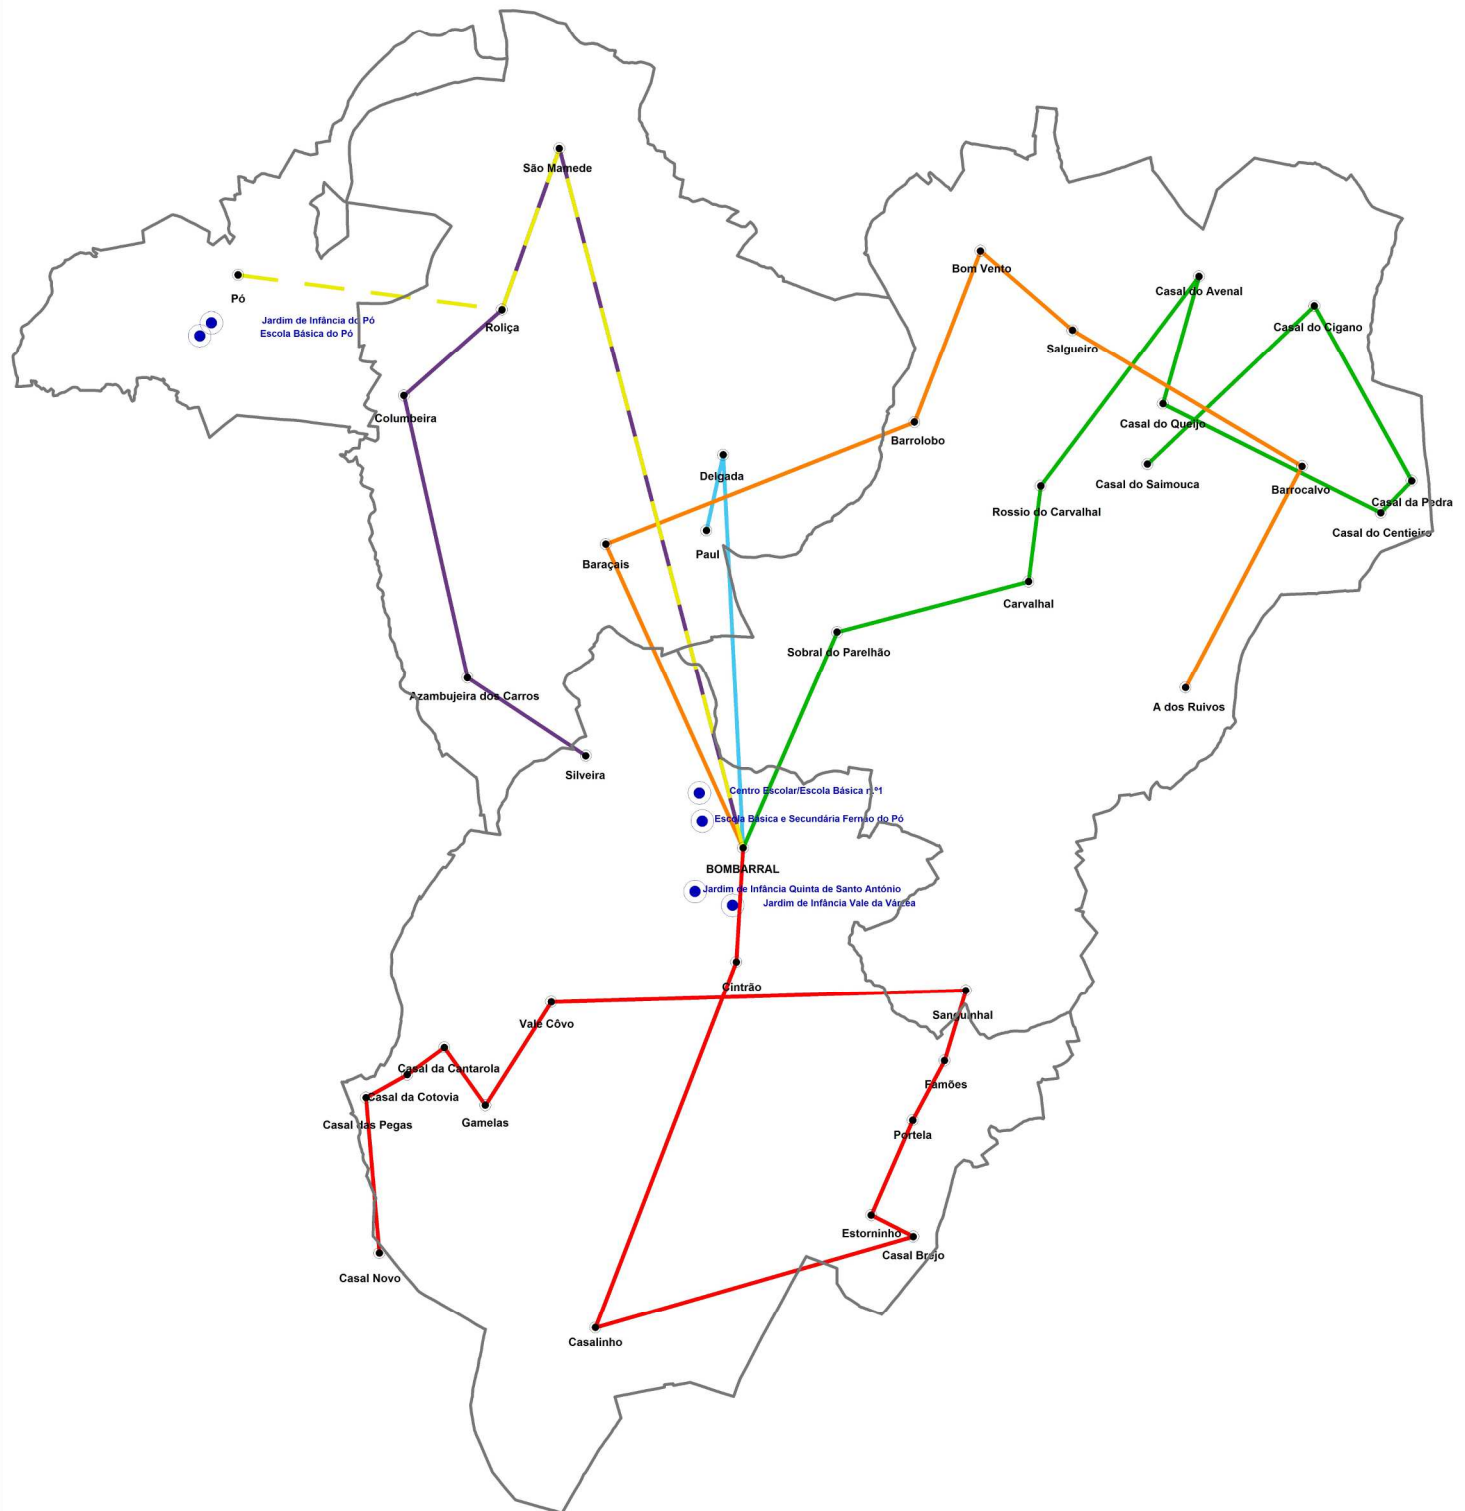 São Mamede
Bom Vento
Casal do Avenal
Pó
Jardim de Infância do Pó
Escola Básica do Pó
Roliça
Casal do Cigano
Salgueiro
Columbeira
Barrolobo
Casal do Queijo
Delgada
Casal do Saimouca
Barrocalvo
Casal da Pedra
Rossio do Carvalhal
Casal do Centieiro
Paul
Baraçais
Carvalhal
Sobral do Parelhão
Azambujeira dos Carros
A dos Ruivos
Silveira
Centro Escolar/Escola Básica n.º1
Escola Básica e Secundária Fernão do Pó
BOMBARRAL
Jardim de Infância Quinta de Santo António
Jardim de Infância Vale da Várzea
Cintrão
Vale Côvo
Sanguinhal
Casal da Cantarola
Famões
Casal da Cotovia
Casal das Pegas
Gamelas
Portela
Estorninho
Casal Brejo
Casal Novo
Casalinho